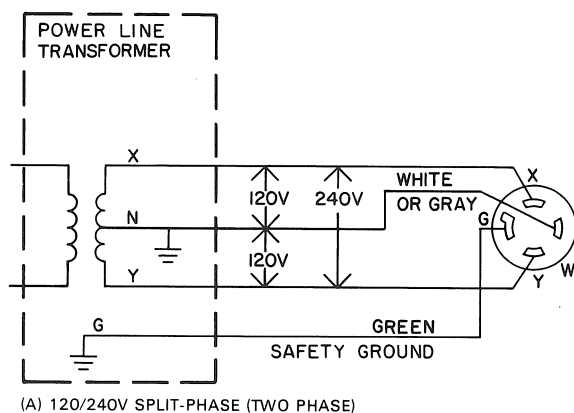 POWER LINE
TRANSFORMER
X
120V
240V
WHITE
OR GRAY
X
N
G
W
120V
Y
Y
G
GREEN
SAFETY GROUND
(A) 120/240V SPLIT-PHASE (TWO PHASE)